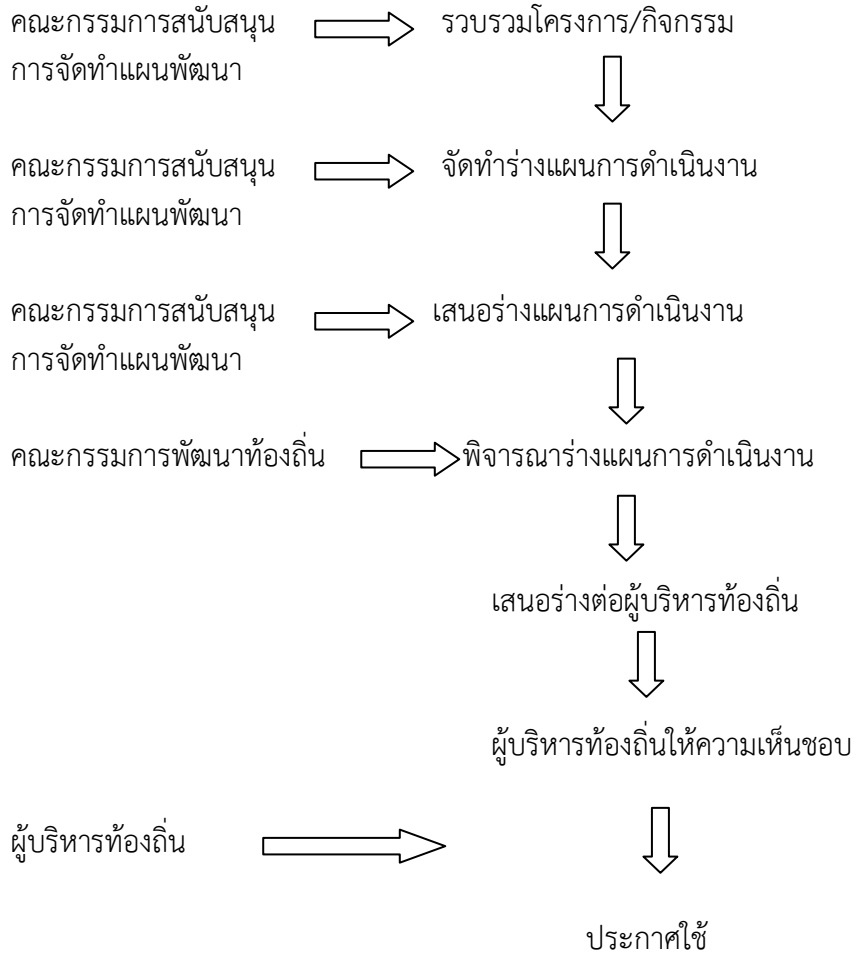 คณะกรรมการสนับสนุน รวบรวมโครงการ/กิจกรรม
การจัดทำแผนพัฒนา
คณะกรรมการสนับสนุน จัดทำร่างแผนการดำเนินงาน
การจัดทำแผนพัฒนา
คณะกรรมการสนับสนุน เสนอร่างแผนการดำเนินงาน
การจัดทำแผนพัฒนา
คณะกรรมการพัฒนาท้องถิ่น พิจารณาร่างแผนการดำเนินงาน
เสนอร่างต่อผู้บริหารท้องถิ่น
ผู้บริหารท้องถิ่นให้ความเห็นชอบ
ผู้บริหารท้องถิ่น
ประกาศใช้